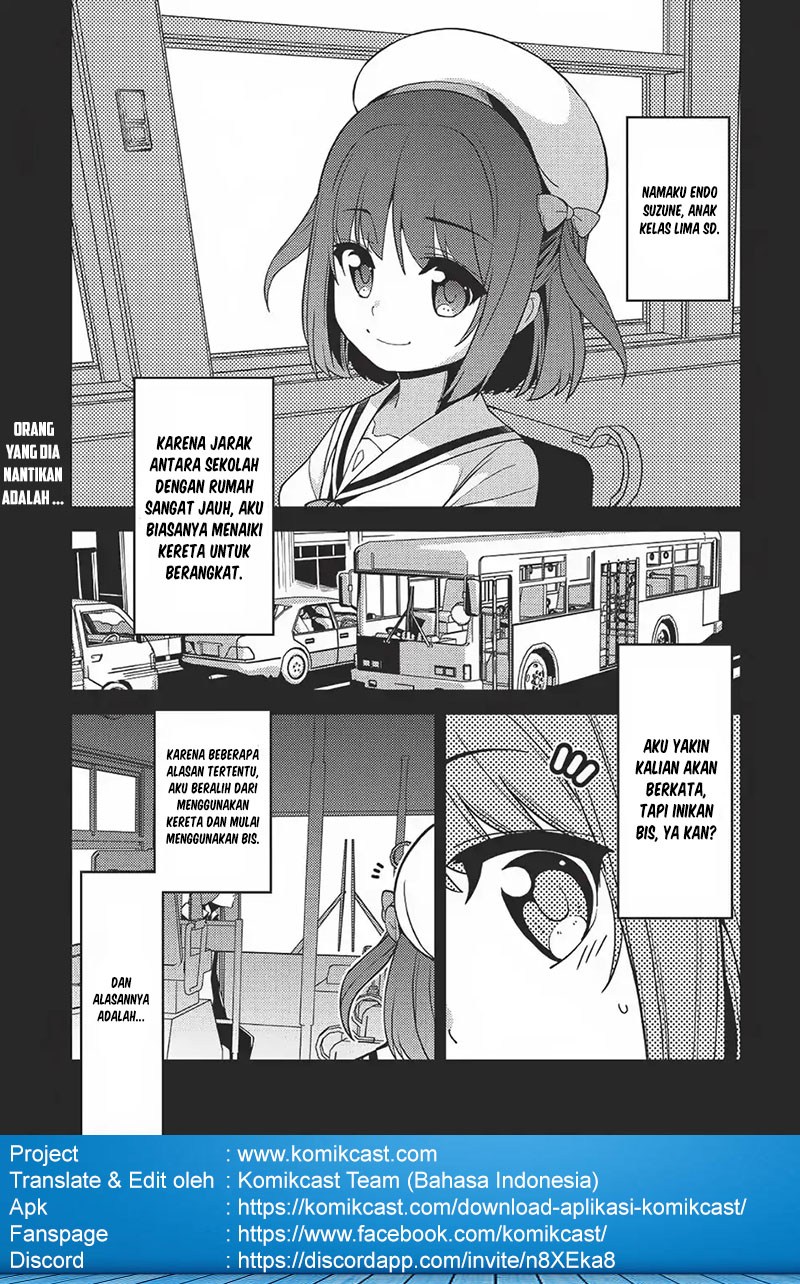 NAMAKU ENDO
SUZUNE, ANAK
KELAS LIMA SD.
ORANG
YANG DIA
NANTIKAN
ADALAH ...
KARENA JARAK
ANTARA SEKOLAH
DENGAN RUMAH
SANGAT JAUH, AKU
BIASANYA MENAIKI
KERETA UNTUK
BERANGKAT.
AKU YAKIN
KALIAN AKAN
BERKATA,
TAPI INIKAN
BIS, YA KAN?
KARENA BEBERAPA
ALASAN TERTENTU,
AKU BERALIH DARI
MENGGUNAKAN
KERETA DAN MULAI
MENGGUNAKAN BIS.
DAN
ALASANNYA
ADALAH...
Project : www.komikcast.com
Translate & Edit oleh : Komikcast Team (Bahasa Indonesia)
Apk : https://komikcast.com/download-aplikasi-komikcast/
Fanspage : https://www.facebook.com/komikcast/
Discord : https://discordapp.com/invite/n8XEka8